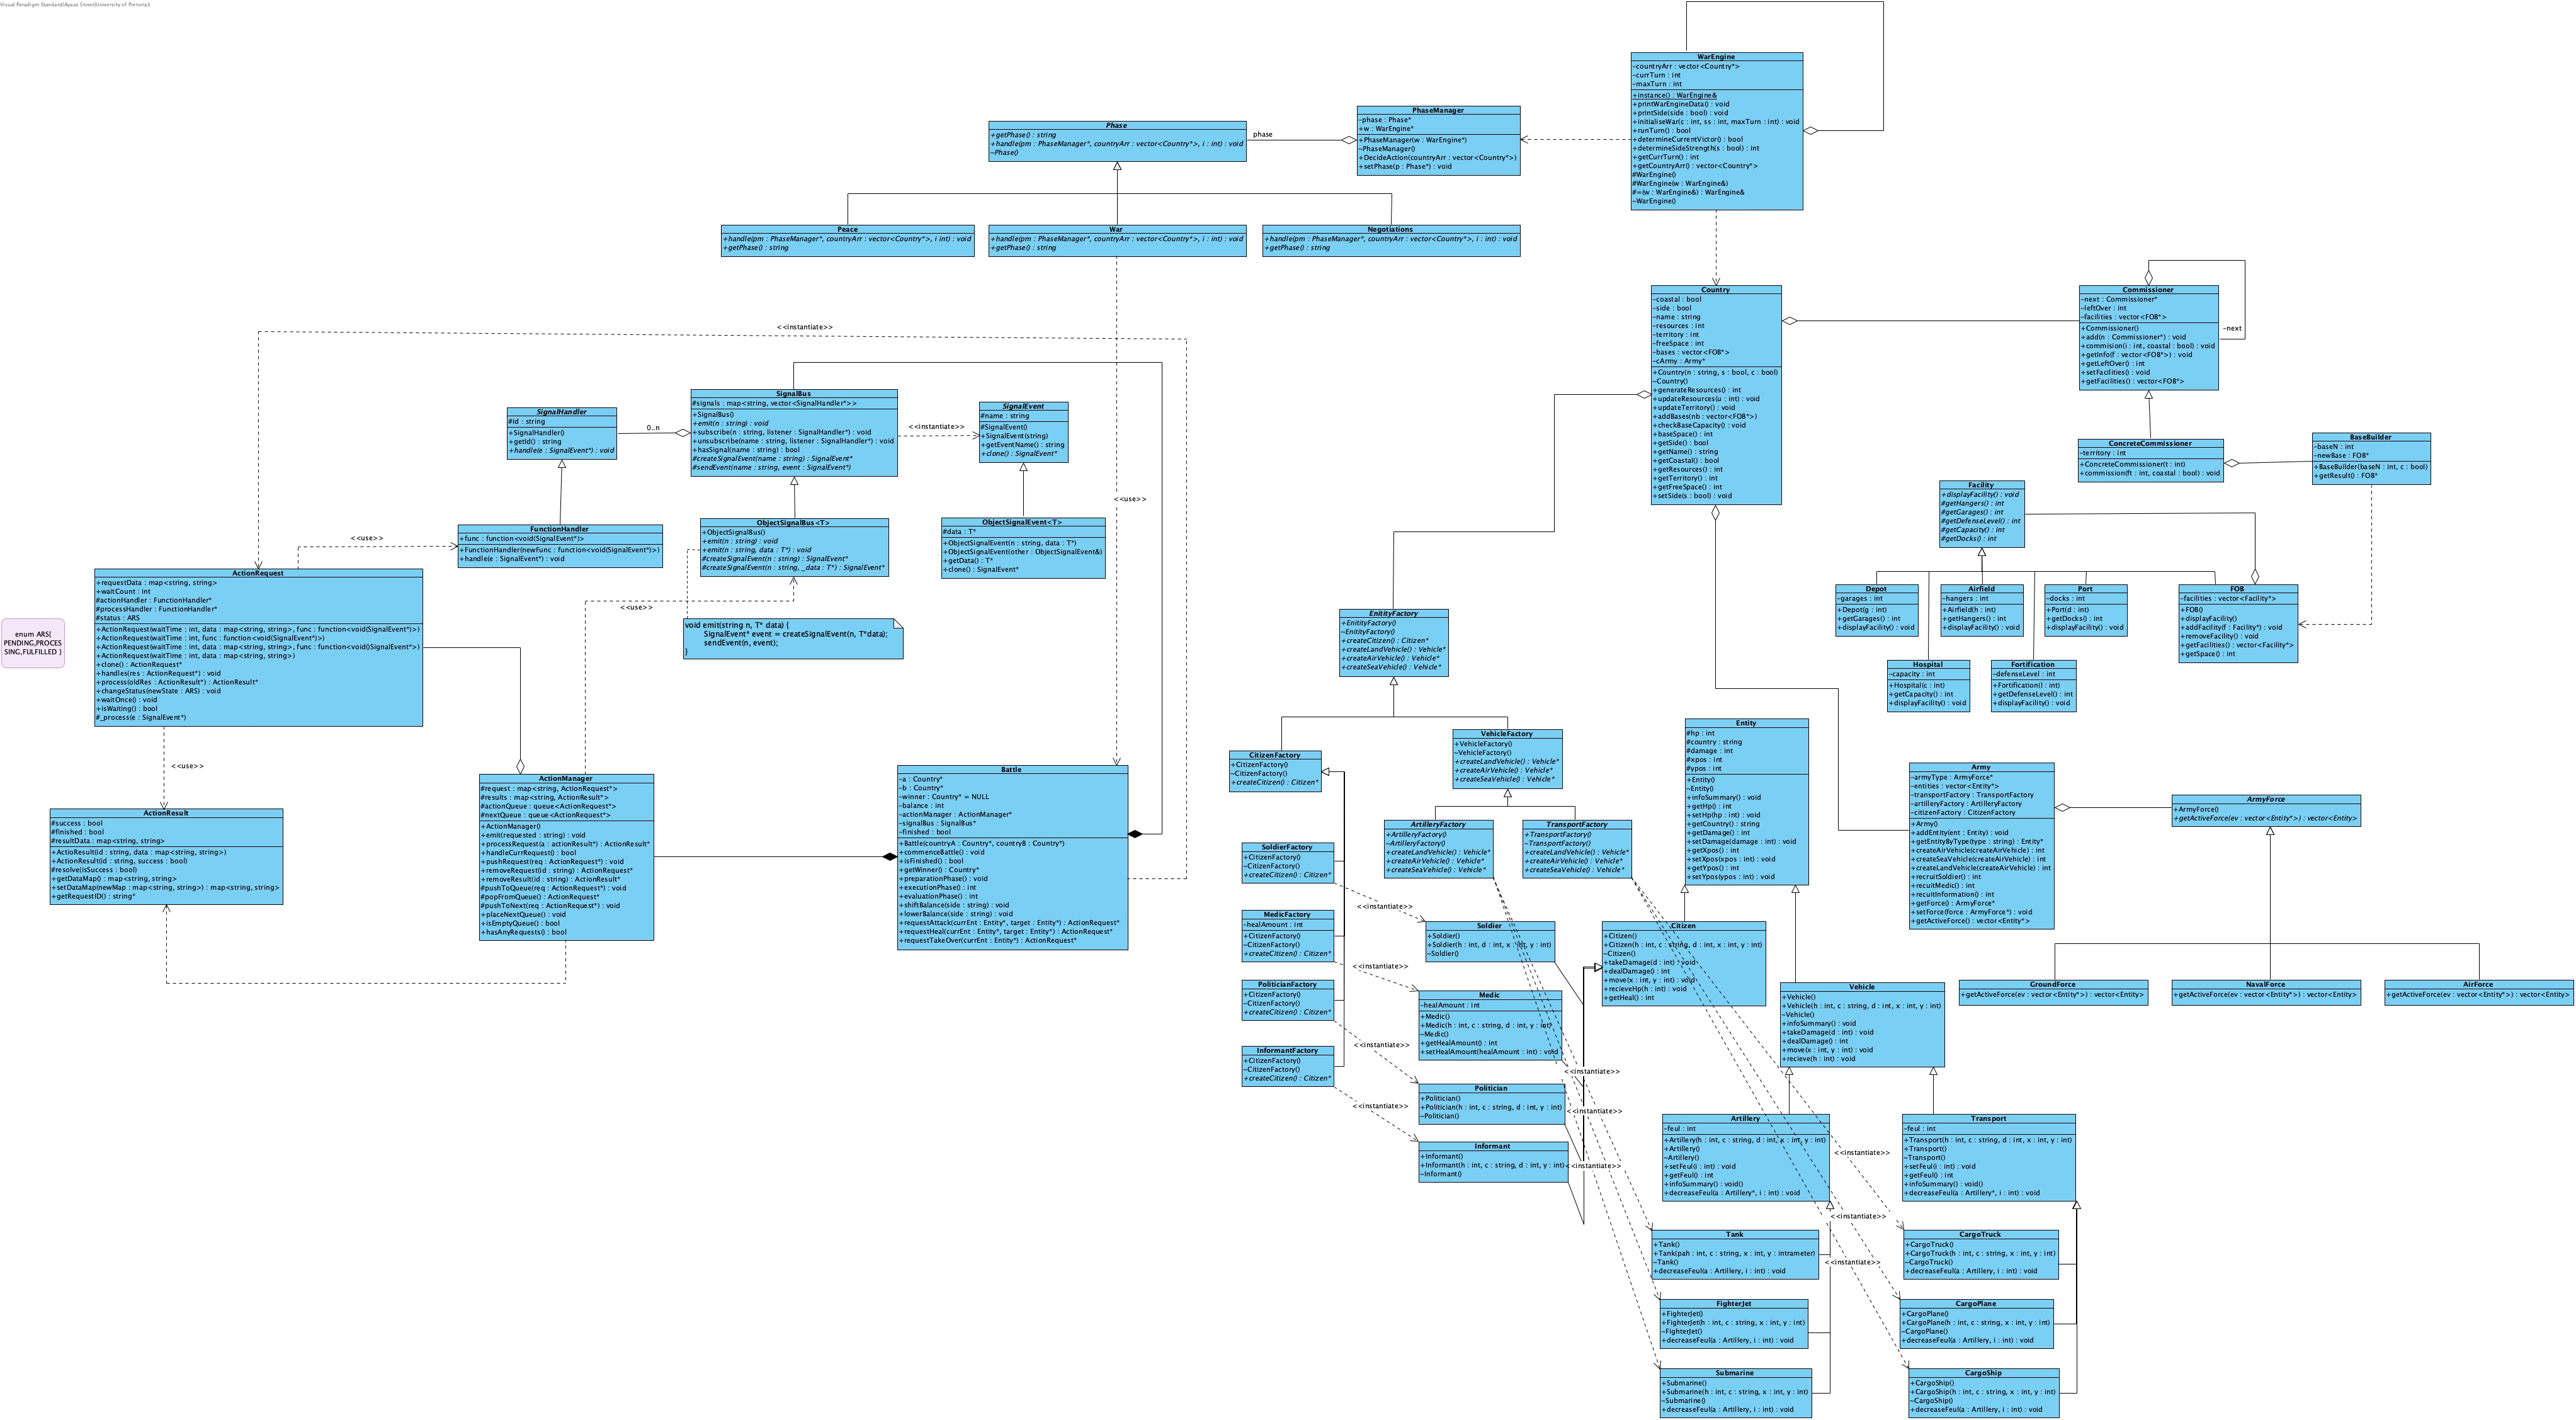 Visual Paradigm Standard(Ayaaz Street(University of Pretoria))
WarEngine
-countryArr : vector<Country*>
-currTurn : int
-maxTurn : int
+instance() : WarEngine&
+printWarEngineData() : void
+printSide(side : bool) : void
+initialiseWar(c : int, ss : int, maxTurn : int) : void
+runTurn() : bool
+determineCurrentVictor() : bool
+determineSideStrength(s : bool) : int
+getCurrTurn() : int
+getCountryArr() : vector<Country*>
#WarEngine()
#WarEngine(w : WarEngine&)
#=(w : WarEngine&) : WarEngine&
~WarEngine()
PhaseManager
-phase : Phase*
+w : WarEngine*
+PhaseManager(w : WarEngine*)
~PhaseManager()
+DecideAction(countryArr : vector<Country*>)
+setPhase(p : Phase*) : void
phase
Phase
+getPhase() : string
+handle(pm : PhaseManager*, countryArr : vector<Country*>, i : int) : void
~Phase()
Peace
+handle(pm : PhaseManager*, countryArr : vector<Country*>, i int) : void
+getPhase() : string
War
+handle(pm : PhaseManager*, countryArr : vector<Country*>, i : int) : void
+getPhase() : string
Negotiations
+handle(pm : PhaseManager*, countryArr : vector<Country*>, i : int) : void
+getPhase() : string
Country
-coastal : bool
-side : bool
-name : string
-resources : int
-territory : int
-freeSpace : int
-bases : vector<FOB*>
-cArmy : Army*
+Country(n : string, s : bool, c : bool)
~Country()
+generateResources() : int
+updateResources(u : int) : void
+updateTerritory() : void
+addBases(nb : vector<FOB*>)
+checkBaseCapacity() : void
+baseSpace() : int
+getSide() : bool
+getName() : string
+getCoastal() : bool
+getResources() : int
+getTerritory() : int
+getFreeSpace() : int
+setSide(s : bool) : void
Commissioner
-next : Commissioner*
-leftOver : int
-facilities : vector<FOB*>
+Commissioner()
+add(n : Commissioner*) : void
+commision(i : int, coastal : bool) : void
+getInfo(f : vector<FOB*>) : void
+getLeftOver() : int
+setFacilities() : void
+getFacilities() : vector<FOB*>
-next
ConcreteCommissioner
-territory : int
+ConcreteCommissioner(t : int)
+commission(ft : int, coastal : bool) : void
BaseBuilder
-baseN : int
-newBase : FOB*
+BaseBuilder(baseN : int, c : bool)
+getResult() : FOB*
Facility
+displayFacility() : void
#getHangers() : int
#getGarages() : int
#getDefenseLevel() : int
#getCapacity() : int
#getDocks() : int
Depot
-garages : int
+Depot(g : int)
+getGarages() : int
+displayFacility() : void
Airfield
-hangers : int
+Airfield(h : int)
+getHangers() : int
+displayFacility() : void
Port
-docks : int
+Port(d : int)
+getDocks() : int
+displayFacility() : void
FOB
-facilities : vector<Facility*>
+FOB()
+displayFacility()
+addFacility(f : Facility*) : void
+removeFacility() : void
+getFacilities() : vector<Facility*>
+getSpace() : int
Hospital
-capacity : int
+Hospital(c : int)
+getCapacity() : int
+displayFacility() : void
Fortification
-defenseLevel : int
+Fortification(l : int)
+getDefenseLevel() : int
+displayFacility() : void
<<instantiate>>
SignalHandler
#id : string
+SignalHandler()
+getId() : string
+handle(e : SignalEvent*) : void
0..n
SignalBus
#signals : map<string, vector<SignalHandler*>>
+SignalBus()
+emit(n : string) : void
+subscribe(n : string, listener : SignalHandler*) : void
+unsubscribe(name : string, listener : SignalHandler*) : void
+hasSignal(name : string) : bool
#createSignalEvent(name : string) : SignalEvent*
#sendEvent(name : string, event : SignalEvent*)
<<instantiate>>
SignalEvent
#name : string
#SignalEvent()
+SignalEvent(string)
+getEventName() : string
+clone() : SignalEvent*
<<use>>
FunctionHandler
+func : function<void(SignalEvent*)>
+FunctionHandler(newFunc : function<void(SignalEvent*)>)
+handle(e : SignalEvent*) : void
<<use>>
ObjectSignalBus<T>
+ObjectSignalBus()
+emit(n : string) : void
+emit(n : string, data : T*) : void
#createSignalEvent(n : string) : SignalEvent*
#createSignalEvent(n : string, _data : T*) : SignalEvent*
ObjectSignalEvent<T>
#data : T*
+ObjectSignalEvent(n : string, data : T*)
+ObjectSignalEvent(other : ObjectSignalEvent&)
+getData() : T*
+clone() : SignalEvent*
<<use>>
void emit(string n, T* data) {
SignalEvent* event = createSignalEvent(n, T*data);
sendEvent(n, event);
}
enum ARS{
PENDING,PROCES
SING,FULFILLED }
ActionRequest
+requestData : map<string, string>
+waitCount : int
#actionHandler : FunctionHandler*
#processHandler : FunctionHandler*
#status : ARS
+ActionRequest(waitTime : int, data : map<string, string>, func : function<void(SignalEvent*)>)
+ActionRequest(waitTime : int, func : function<void(SignalEvent*)>)
+ActionRequest(waitTime : int, data : map<string, string>, func : function<void(lSignalEvent*>)
+ActionRequest(waitTime : int, data : map<string, string>)
+clone() : ActionRequest*
+handles(res : ActionRequest*) : void
+process(oldRes : ActionResult*) : ActionResult*
+changeStatus(newState : ARS) : void
+waitOnce() : void
+isWaiting() : bool
#_process(e : SignalEvent*)
<<use>>
ActionResult
#success : bool
#finished : bool
#resultData : map<string, string)
+ActioResult(id : string, data : map<string, string>)
+ActionResult(id : string, success : bool)
#resolve(isSuccess : bool)
+getDataMap() : map<string, string>
+setDataMap(newMap : map<string, string>) : map<string, string>
+getRequestID() : string*
ActionManager
#request : map<string, ActionRequest*>
#results : map<string, ActionResult*>
#actionQueue : queue<ActionRequest*>
#nextQueue : queue<ActionRequest*>
+ActionManager()
+emit(requested : string) : void
+processRequest(a : actionResult*) : ActionResult*
+handleCurrRequest() : bool
+pushRequest(req : ActionRequest*) : void
+removeRequest(id : string) : ActionRequest*
+removeResult(id : string) : ActionResult*
#pushToQueue(req : ActionRequest*) : void
#popFromQueue() : ActionRequest*
#pushToNext(req : ActionRequest*) : void
+placeNextQueue() : void
+isEmptyQueue() : bool
+hasAnyRequests() : bool
Battle
-a : Country*
-b : Country*
-winner : Country* = NULL
-balance : int
-actionManager : ActionManager*
-signalBus : SignalBus*
-finished : bool
+Battle(countryA : Country*, countryB : Country*)
+commenceBattle() : void
+isFinished() : bool
+getWinner() : Country*
+preparationPhase() : void
+executionPhase() : int
+evaluationPhase() : int
+shiftBalance(side : string) : void
+lowerBalance(side : string) : void
+requestAttack(currEnt : Entity*, target : Entity*) : ActionRequest*
+requestHeal(currEnt : Entity*, target : Entity*) : ActionRequest*
+requestTakeOver(currEnt : Entity*) : ActionRequest*
EnitityFactory
+EnitityFactory()
~EnitityFactory()
+createCitizen() : Citizen*
+createLandVehicle() : Vehicle*
+createAirVehicle() : Vehicle*
+createSeaVehicle() : Vehicle*
CitizenFactory
+CitizenFactory()
~CitizenFactory()
+createCitizen() : Citizen*
VehicleFactory
+VehicleFactory()
~VehicleFactory()
+createLandVehicle() : Vehicle*
+createAirVehicle() : Vehicle*
+createSeaVehicle() : Vehicle*
ArtilleryFactory
+ArtilleryFactory()
~ArtilleryFactory()
+createLandVehicle() : Vehicle*
+createAirVehicle() : Vehicle*
+createSeaVehicle() : Vehicle*
TransportFactory
+TransportFactory()
~TransportFactory()
+createLandVehicle() : Vehicle*
+createAirVehicle() : Vehicle*
+createSeaVehicle() : Vehicle*
SoldierFactory
+CitizenFactory()
~CitizenFactory()
+createCitizen() : Citizen*
MedicFactory
-healAmount : int
+CitizenFactory()
~CitizenFactory()
+createCitizen() : Citizen*
PoliticianFactory
+CitizenFactory()
~CitizenFactory()
+createCitizen() : Citizen*
InformantFactory
+CitizenFactory()
~CitizenFactory()
+createCitizen() : Citizen*
<<instantiate>>
<<instantiate>>
<<instantiate>>
<<instantiate>>
Soldier
+Soldier()
+Soldier(h : int, d : int, x : int, y : int)
~Soldier()
Medic
-healAmount : int
+Medic()
+Medic(h : int, c : string, d : int, y : int)
~Medic()
+getHealAmount() : int
+setHealAmount(healAmount : int) : void
Politician
+Politician()
+Politician(h : int, c : string, d : int, y : int)
~Politician()
Informant
+Informant()
+Informant(h : int, c : string, d : int, y : int)
~Informant()
<<instantiate>>
<<instantiate>>
<<instantiate>>
Entity
#hp : int
#country : string
#damage : int
#xpos : int
#ypos : int
+Entity()
~Entity()
+infoSummary() : void
+getHp() : int
+setHp(hp : int) : void
+getCountry() : string
+getDamage() : int
+setDamage(damage : int) : void
+getXpos() : int
+setXpos(xpos : int) : void
+getYpos() : int
+setYpos(ypos : int) : void
Citizen
+Citizen()
+Citizen(h : int, c : string, d : int, x : int, y : int)
~Citizen()
+takeDamage(d : int) : void
+dealDamage() : int
+move(x : int, y : int) : void
+recieveHp(h : int) : void
+getHeal() : int
Vehicle
+Vehicle()
+Vehicle(h : int, c : string, d : int, x : int, y : int)
~Vehicle()
+infoSummary() : void
+takeDamage(d : int) : void
+dealDamage() : int
+move(x : int, y : int) : void
+recieve(h : int) : void
Army
-armyType : ArmyForce*
-entities : vector<Entity*>
-transportFactory : TransportFactory
-artilleryFactory : ArtilleryFactory
-citizenFactory : CitizenFactory
+Army()
+addEntity(ent : Entity) : void
+getEntityByType(type : string) : Entity*
+createAirVehicle(createAirVehicle) : int
+createSeaVehicle(createAirVehicle) : int
+createLandVehicle(createAirVehicle) : int
+recruitSoldier() : int
+recuitMedic() : int
+recuitInformation() : int
+getForce() : ArmyForce*
+setForce(force : ArmyForce*) : void
+getActiveForce() : vector<Entity*>
ArmyForce
+ArmyForce()
+getActiveForce(ev : vector<Entity*>) : vector<Entity>
GroundForce
+getActiveForce(ev : vector<Entity*>) : vector<Entity>
NavalForce
+getActiveForce(ev : vector<Entity*>) : vector<Entity>
AirForce
+getActiveForce(ev : vector<Entity*>) : vector<Entity>
Artillery
-feul : int
+Artillery(h : int, c : string, d : int, x : int, y : int)
+Artillery()
~Artillery()
+setFeul(i : int) : void
+getFeul() : int
+infoSummary() : void()
+decreaseFeul(a : Artillery*, i : int) : void
Transport
-feul : int
+Transport(h : int, c : string, d : int, x : int, y : int)
+Transport()
~Transport()
+setFeul(i : int) : void
+getFeul() : int
+infoSummary() : void()
+decreaseFeul(a : Artillery*, i : int) : void
<<instantiate>>
<<instantiate>>
<<instantiate>>
Tank
+Tank()
+Tank(pah : int, c : string, x : int, y : intrameter)
~Tank()
+decreaseFeul(a : Artillery, i : int) : void
CargoTruck
+CargoTruck()
+CargoTruck(h : int, c : string, x : int, y : int)
~CargoTruck()
+decreaseFeul(a : Artillery, i : int) : void
FighterJet
+FighterJet()
+FighterJet(h : int, c : string, x : int, y : int)
~FighterJet()
+decreaseFeul(a : Artillery, i : int) : void
CargoPlane
+CargoPlane()
+CargoPlane(h : int, c : string, x : int, y : int)
~CargoPlane()
+decreaseFeul(a : Artillery, i : int) : void
Submarine
+Submarine()
+Submarine(h : int, c : string, x : int, y : int)
~Submarine()
+decreaseFeul(a : Artillery, i : int) : void
CargoShip
+CargoShip()
+CargoShip(h : int, c : string, x : int, y : int)
~CargoShip()
+decreaseFeul(a : Artillery, i : int) : void